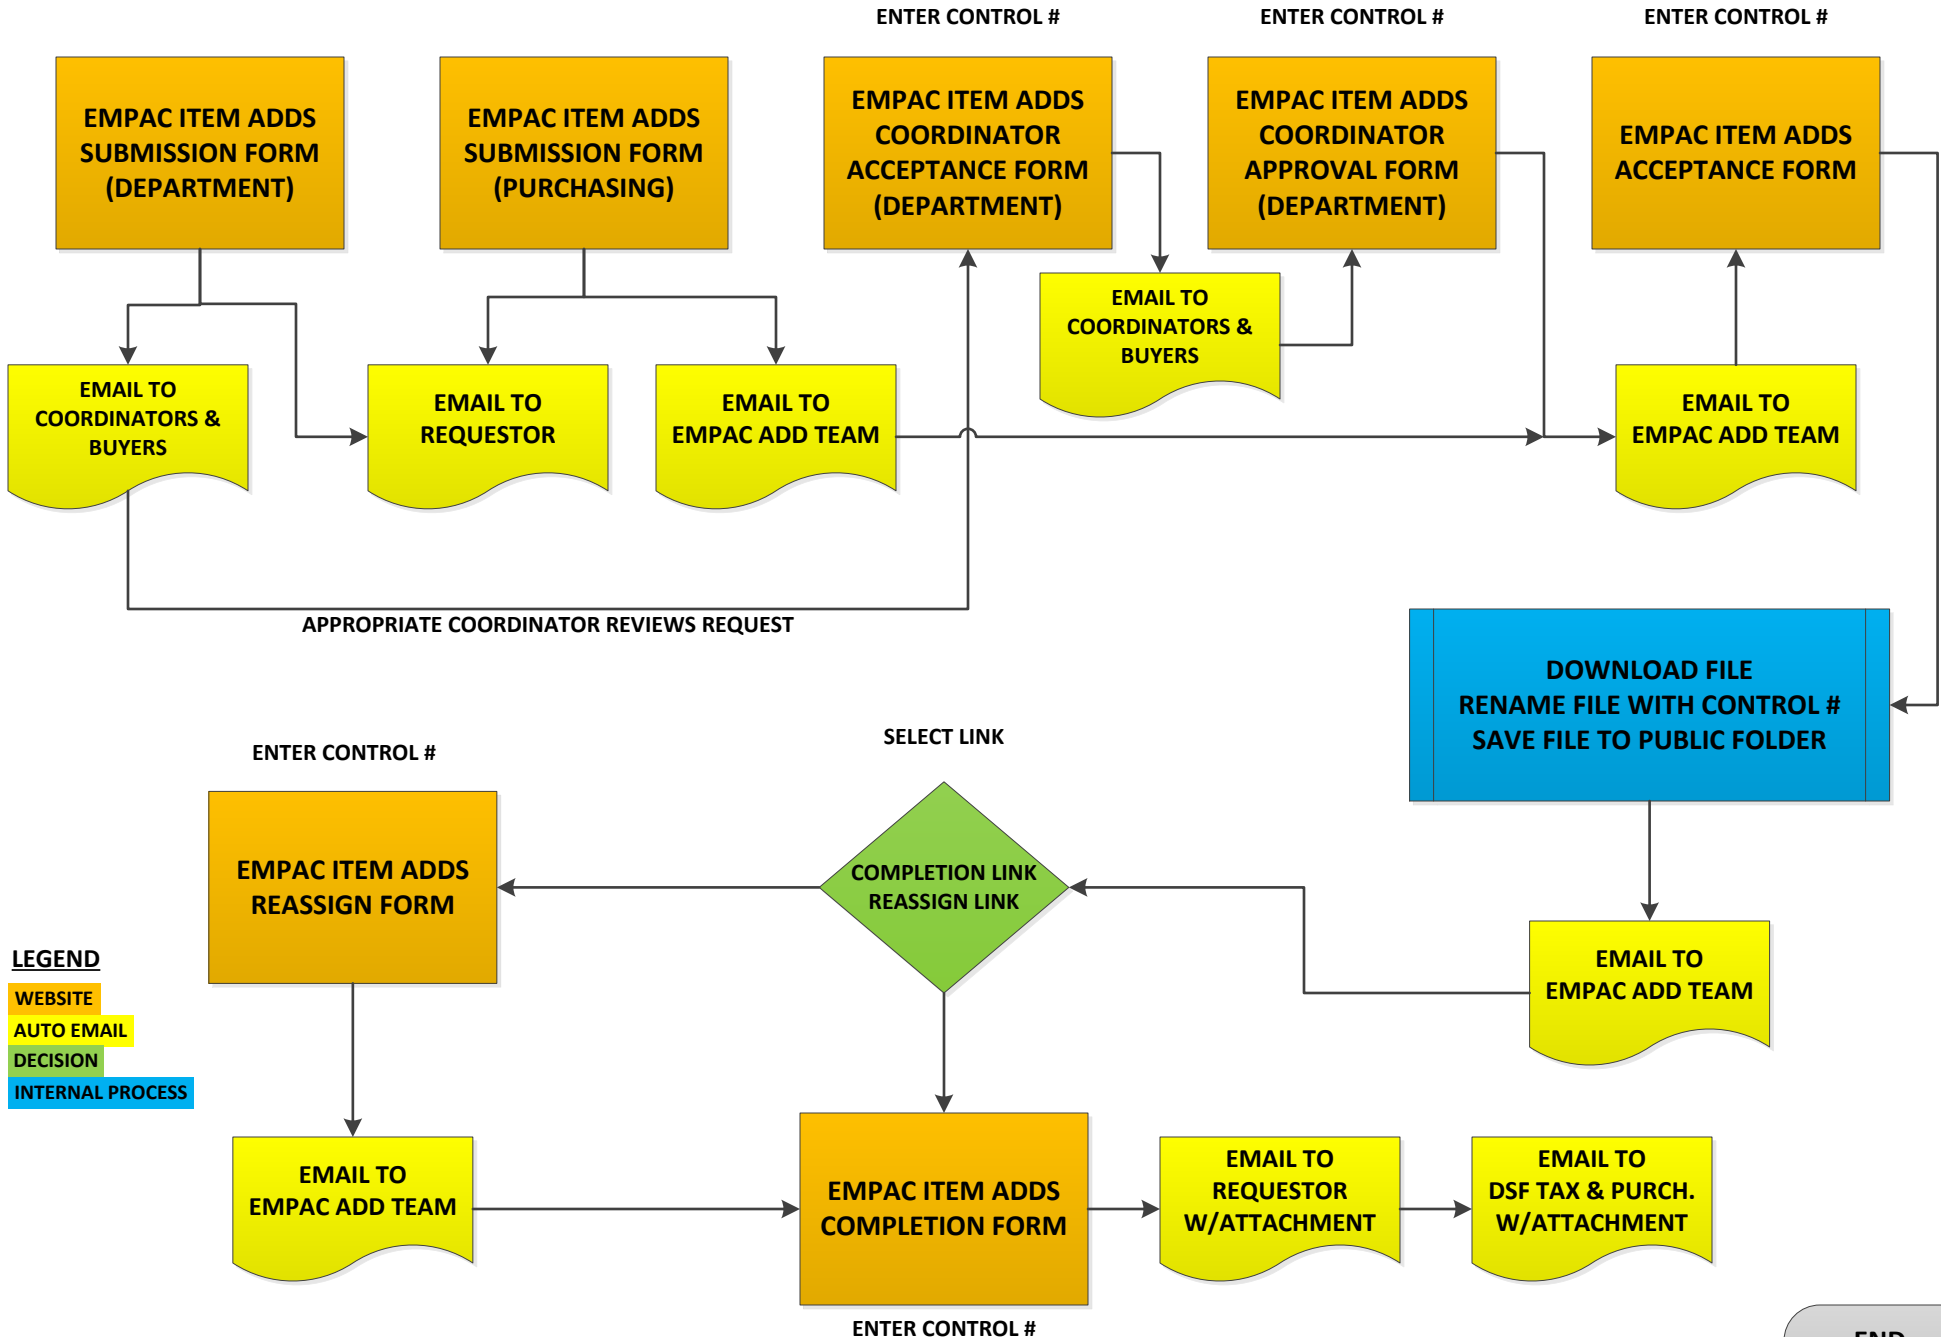 ENTER CONTROL #
ENTER CONTROL #
ENTER CONTROL #
EMPAC ITEM ADDS
SUBMISSION FORM
(DEPARTMENT)
EMPAC ITEM ADDS
SUBMISSION FORM
(PURCHASING)
EMPAC ITEM ADDS
COORDINATOR
ACCEPTANCE FORM
(DEPARTMENT)
EMPAC ITEM ADDS
COORDINATOR
APPROVAL FORM
(DEPARTMENT)
EMPAC ITEM ADDS
ACCEPTANCE FORM
EMAIL TO
COORDINATORS &
BUYERS
EMAIL TO
COORDINATORS &
BUYERS
EMAIL TO
REQUESTOR
EMAIL TO
EMPAC ADD TEAM
EMAIL TO
EMPAC ADD TEAM
APPROPRIATE COORDINATOR REVIEWS REQUEST
DOWNLOAD FILE
RENAME FILE WITH CONTROL #
SAVE FILE TO PUBLIC FOLDER
ENTER CONTROL #
SELECT LINK
EMPAC ITEM ADDS
REASSIGN FORM
COMPLETION LINK
REASSIGN LINK
EMAIL TO
EMPAC ADD TEAM
LEGEND
WEBSITE
AUTO EMAIL
DECISION
INTERNAL PROCESS
EMAIL TO
EMPAC ADD TEAM
EMPAC ITEM ADDS
COMPLETION FORM
EMAIL TO
REQUESTOR
W/ATTACHMENT
EMAIL TO
DSF TAX & PURCH.
W/ATTACHMENT
ENTER CONTROL #
END